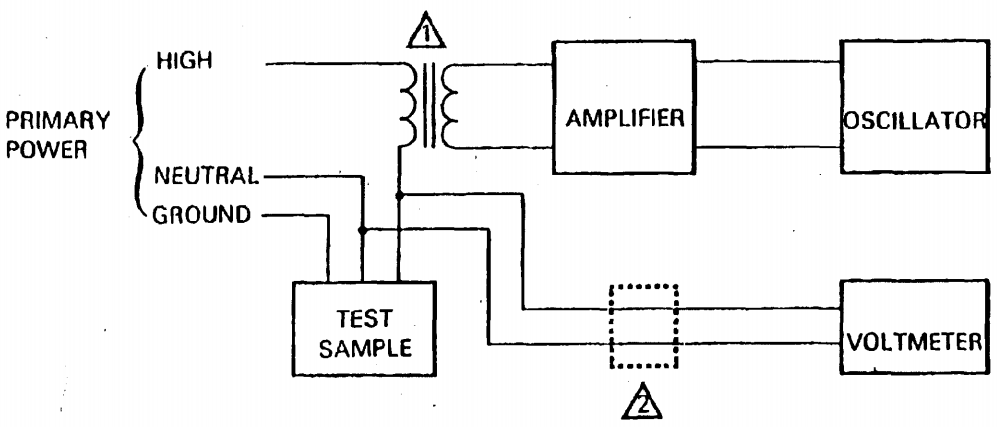 1
HIGH
PRIMARY
POWER
AMPLIFIER
OSCILLATOR
NEUTRAL
GROUND
TEST
SAMPLE
VOLTMETER
2